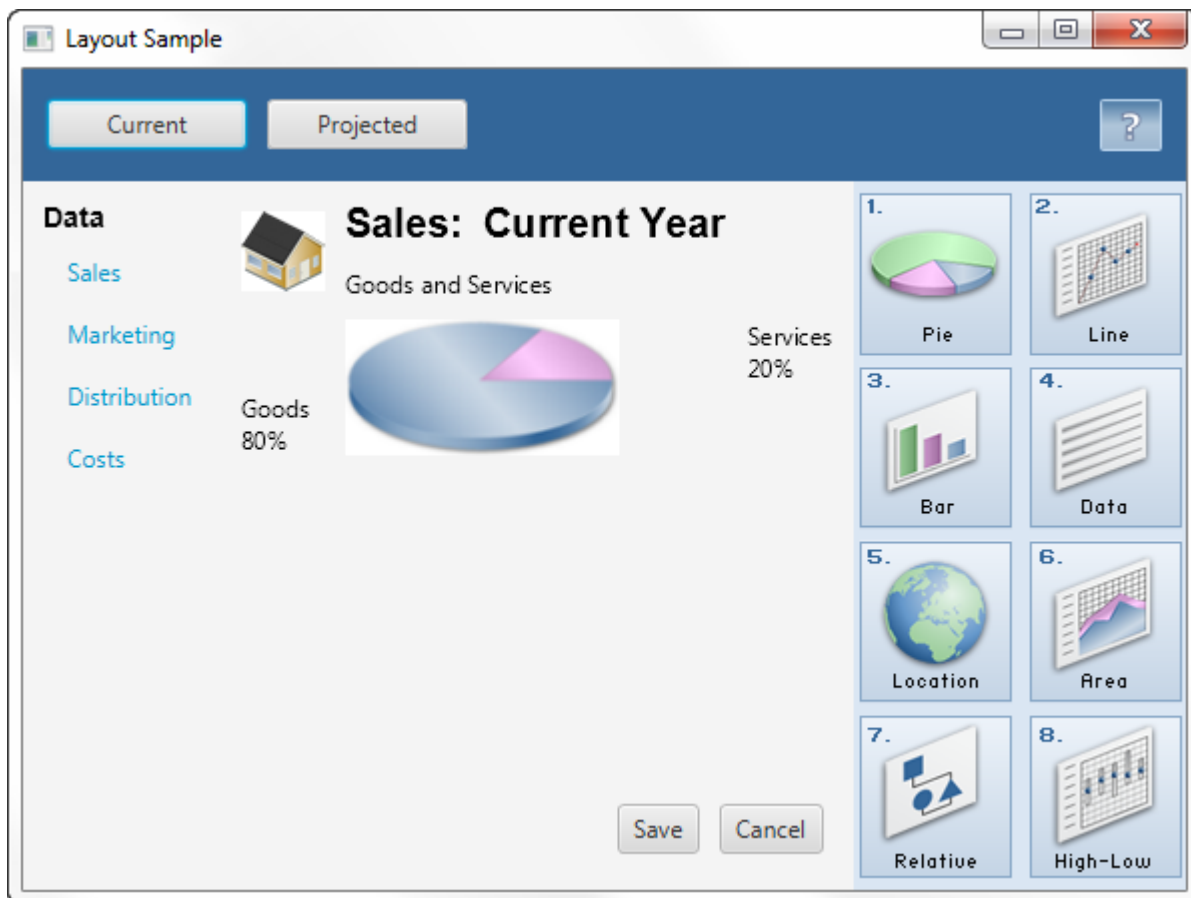 Layout Sample
Current
Projected
?
Data
Sales
Marketing
Distribution
Costs
Sales:  Current Year
Goods and Services
Goods
80%
Services
20%
Save
Cancel
1.
Pie
2.
Line
3.
Bar
4.
Data
5.
Location
6.
Area
7.
Relative
8.
High-Low